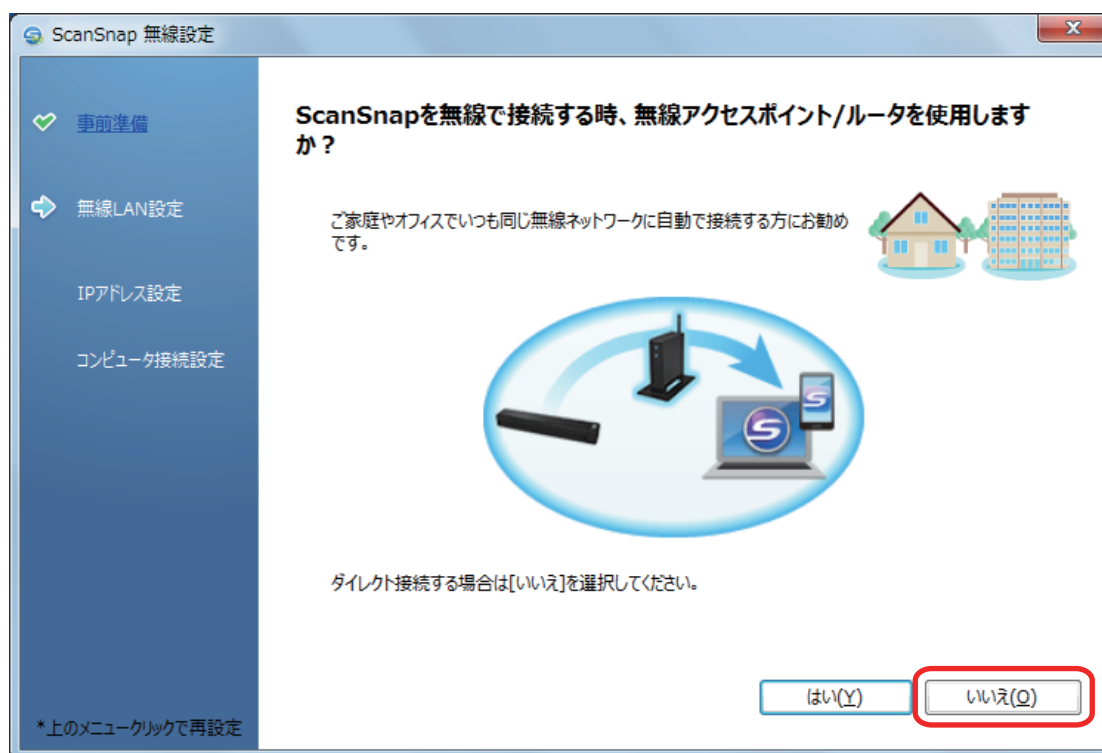 ScanSnap 無線設定
事前準備
無線LAN設定
IPアドレス設定
コンピュータ接続設定
*上のメニュークリックで再設定
ScanSnapを無線で接続する時、無線アクセスポイント/ルータを使用します
か？
ご家庭やオフィスでいつも同じ無線ネットワークに自動で接続する方にお勧め
です。
ダイレクト接続する場合は[いいえ]を選択してください。
はい(Y)
いいえ(O)